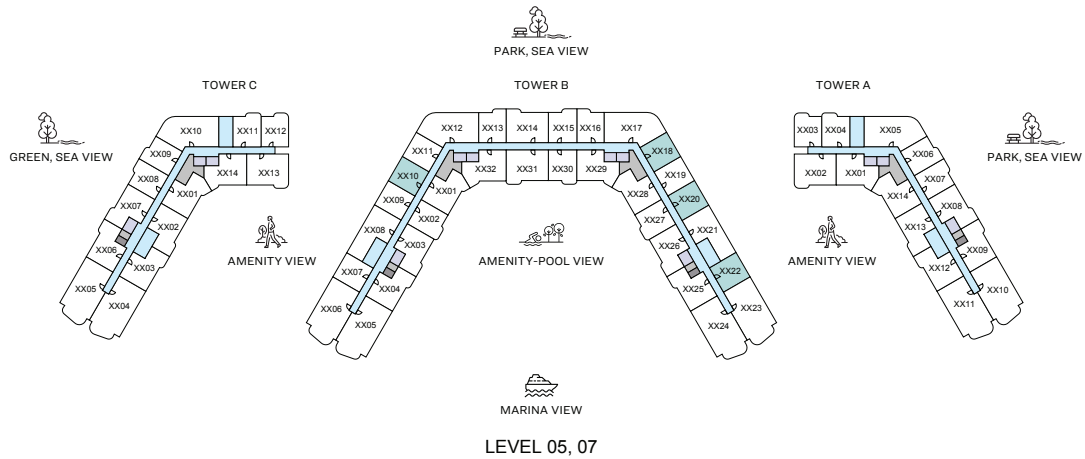 PARK, SEA VIEW
TOWER C
TOWER B
TOWER A
GREEN, SEA VIEW
PARK, SEA VIEW
XX10
XX11
XX12
XX09
XX08
XX07
XX06
XX05
XX04
XX03
XX02
XX01
XX14
XX13
XX12
XX13
XX14
XX15
XX16
XX17
XX11
XX10
XX09
XX08
XX07
XX06
XX05
XX04
XX03
XX02
XX01
XX32
XX31
XX30
XX29
XX28
XX27
XX26
XX25
XX24
XX23
XX22
XX21
XX20
XX19
XX18
XX03
XX04
XX05
XX02
XX01
XX06
XX07
XX08
XX09
XX10
XX11
XX12
XX13
XX14
AMENITY VIEW
AMENITY-POOL VIEW
AMENITY VIEW
MARINA VIEW
LEVEL 05, 07